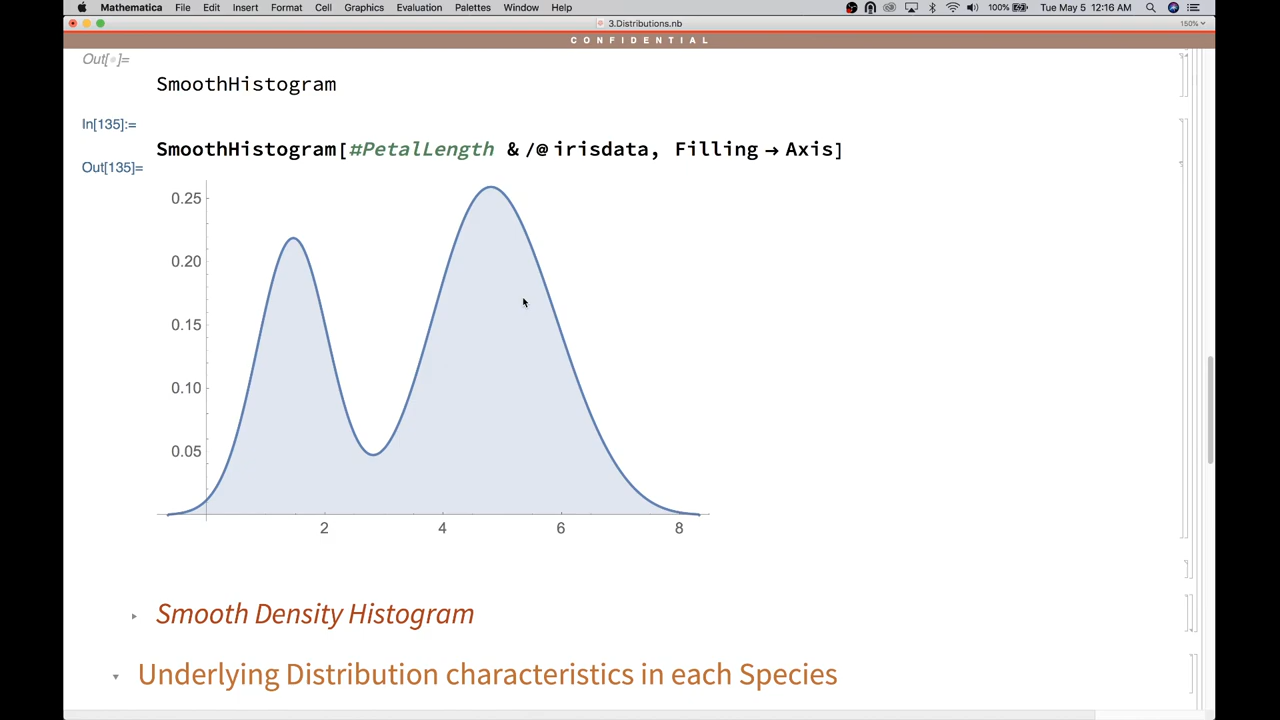 Mathematica File Edit Insert Format Cell Graphics Evaluation Palettes Window Help 100% Tue May 5 12:16 AM
3.Distributions.nb 150%
CONFIDENTIAL
Out[]=
SmoothHistogram
In[135]:=
SmoothHistogram[#PetalLength & /@ irisdata, Filling → Axis]
Out[135]=
0.25
0.20
0.15
0.10
0.05
2 4 6 8
Smooth Density Histogram
Underlying Distribution characteristics in each Species